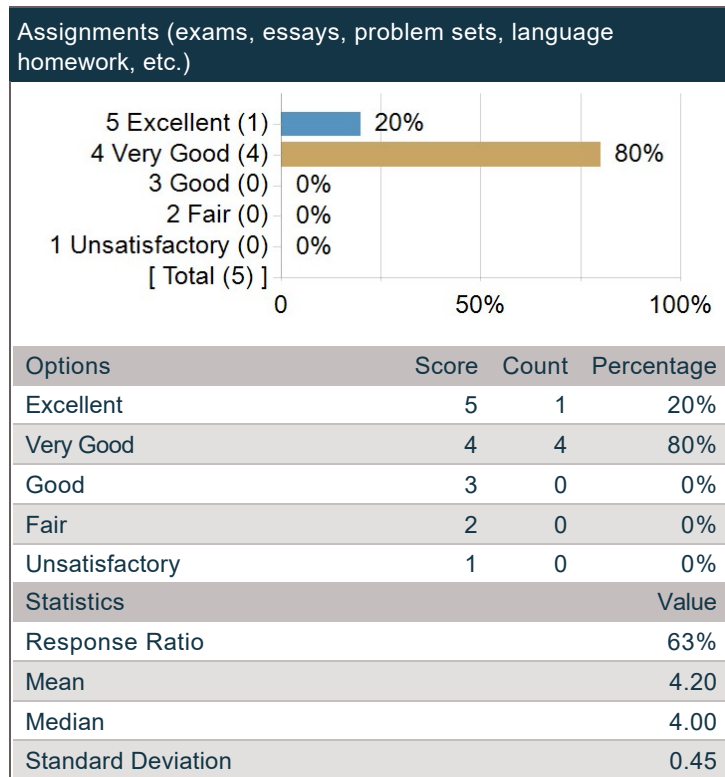 Assignments (exams, essays, problem sets, language
homework, etc.)
5 Excellent (1) 20%
4 Very Good (4) 80%
3 Good (0) 0%
2 Fair (0) 0%
1 Unsatisfactory (0) 0%
[ Total (5) ]
0 50% 100%
Options Score Count Percentage
Excellent 5 1 20%
Very Good 4 4 80%
Good 3 0 0%
Fair 2 0 0%
Unsatisfactory 1 0 0%
Statistics Value
Response Ratio 63%
Mean 4.20
Median 4.00
Standard Deviation 0.45